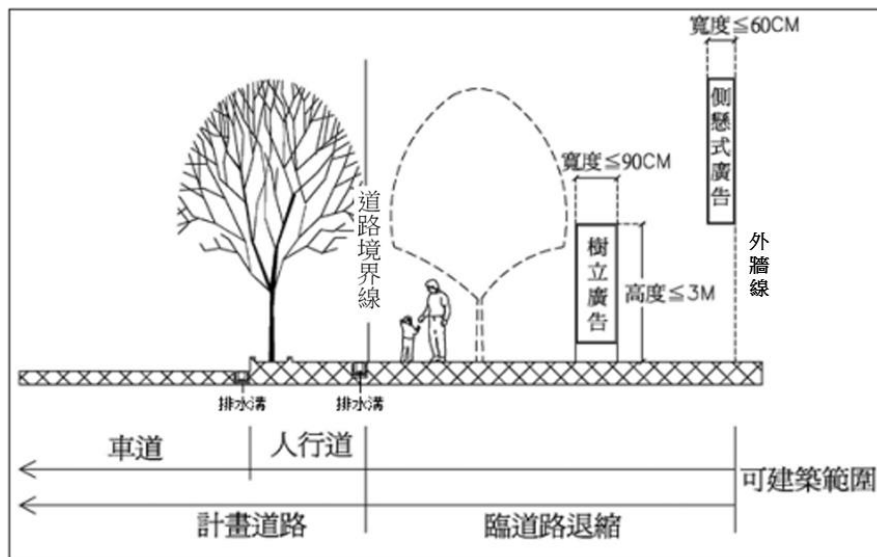 寬度≦60CM
側懸式廣告
寬度≦90CM
道路境界線
樹立廣告
高度≦3M
外牆線
排水溝
排水溝
車道
人行道
可建築範圍
計畫道路
臨道路退縮